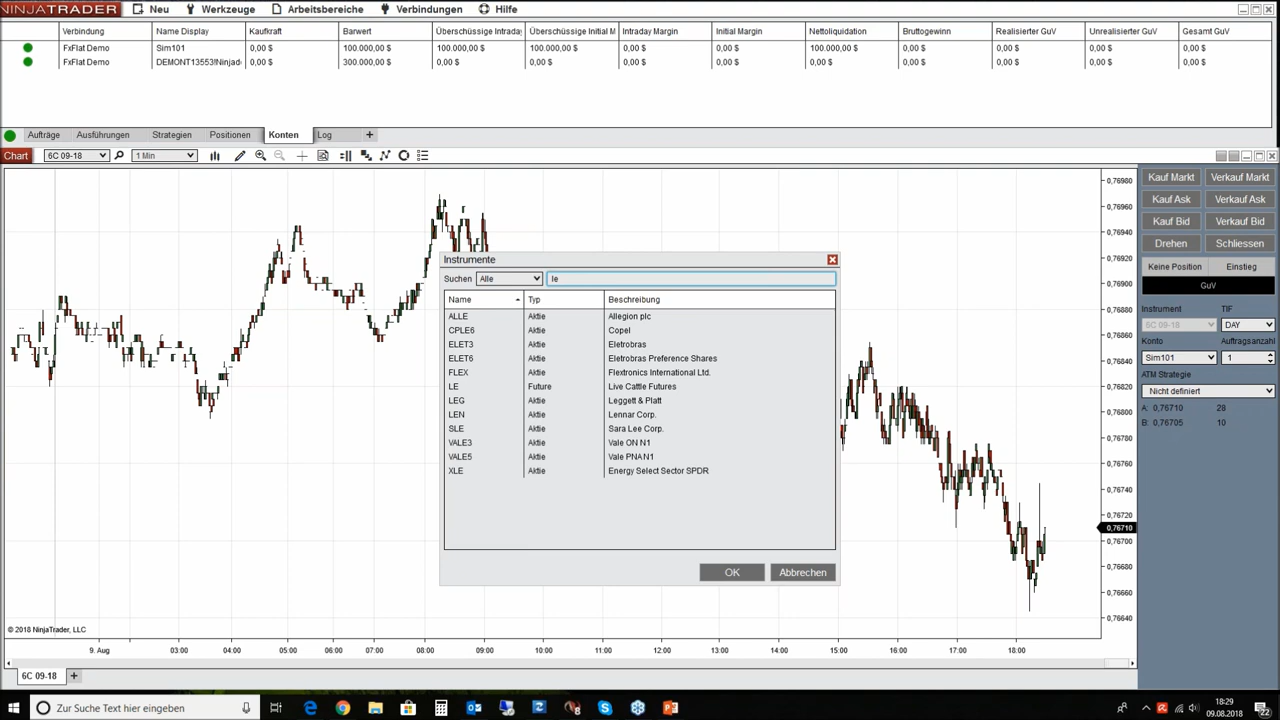 NINJATRADER Neu Werkzeuge Arbeitsbereiche Verbindungen Hilfe
Verbindung Name Display Kaufkraft Barwert Überschüssige Intraday Überschüssige Initial M Intraday Margin Initial Margin Nettoliquidation Bruttogewinn Realisierter GuV Unrealisierter GuV Gesamt GuV
FxFlat Demo Sim101 0,00 $ 100.000,00 $ 100.000,00 $ 100.000,00 $ 0,00 $ 0,00 $ 100.000,00 $ 0,00 $ 0,00 $ 0,00 $ 0,00 $
FxFlat Demo DEMONT13553!Ninjad 0,00 $ 300.000,00 $ 0,00 $ 0,00 $ 0,00 $ 0,00 $ 0,00 $ 0,00 $ 0,00 $ 0,00 $ 0,00 $
Aufträge Ausführungen Strategien Positionen Konten Log +
Chart 6C 09-18 1 Min
0,76980
0,76960
0,76940
0,76920
0,76900
0,76880
0,76860
0,76840
0,76820
0,76800
0,76780
0,76760
0,76740
0,76720
0,76710
0,76700
0,76680
0,76660
0,76640
Instrumente
Suchen Alle le
Name Typ Beschreibung
ALLE Aktie Allegion plc
CPLE6 Aktie Copel
ELET3 Aktie Eletrobras
ELET6 Aktie Eletrobras Preference Shares
FLEX Aktie Flextronics International Ltd.
LE Future Live Cattle Futures
LEG Aktie Leggett & Platt
LEN Aktie Lennar Corp.
SLE Aktie Sara Lee Corp.
VALE3 Aktie Vale ON N1
VALE5 Aktie Vale PNA N1
XLE Aktie Energy Select Sector SPDR
OK Abbrechen
Kauf Markt Verkauf Markt
Kauf Ask Verkauf Ask
Kauf Bid Verkauf Bid
Drehen Schliessen
Keine Position Einstieg
GuV
Instrument TIF
6C 09-18 DAY
Konto Auftragsanzahl
Sim101 1
ATM Strategie
Nicht definiert
A: 0,76710 28
B: 0,76705 10
© 2018 NinjaTrader, LLC
9. Aug 03:00 04:00 05:00 06:00 07:00 08:00 09:00 10:00 11:00 12:00 13:00 14:00 15:00 16:00 17:00 18:00
6C 09-18 +
Zur Suche Text hier eingeben
18:29
09.08.2018
22